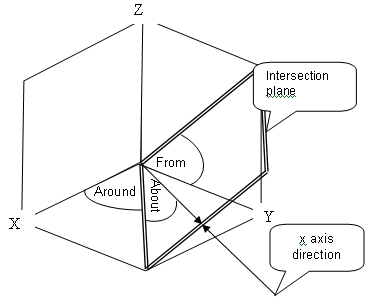 Z
Intersection
plane
From
Around
About
X
Y
x axis
direction